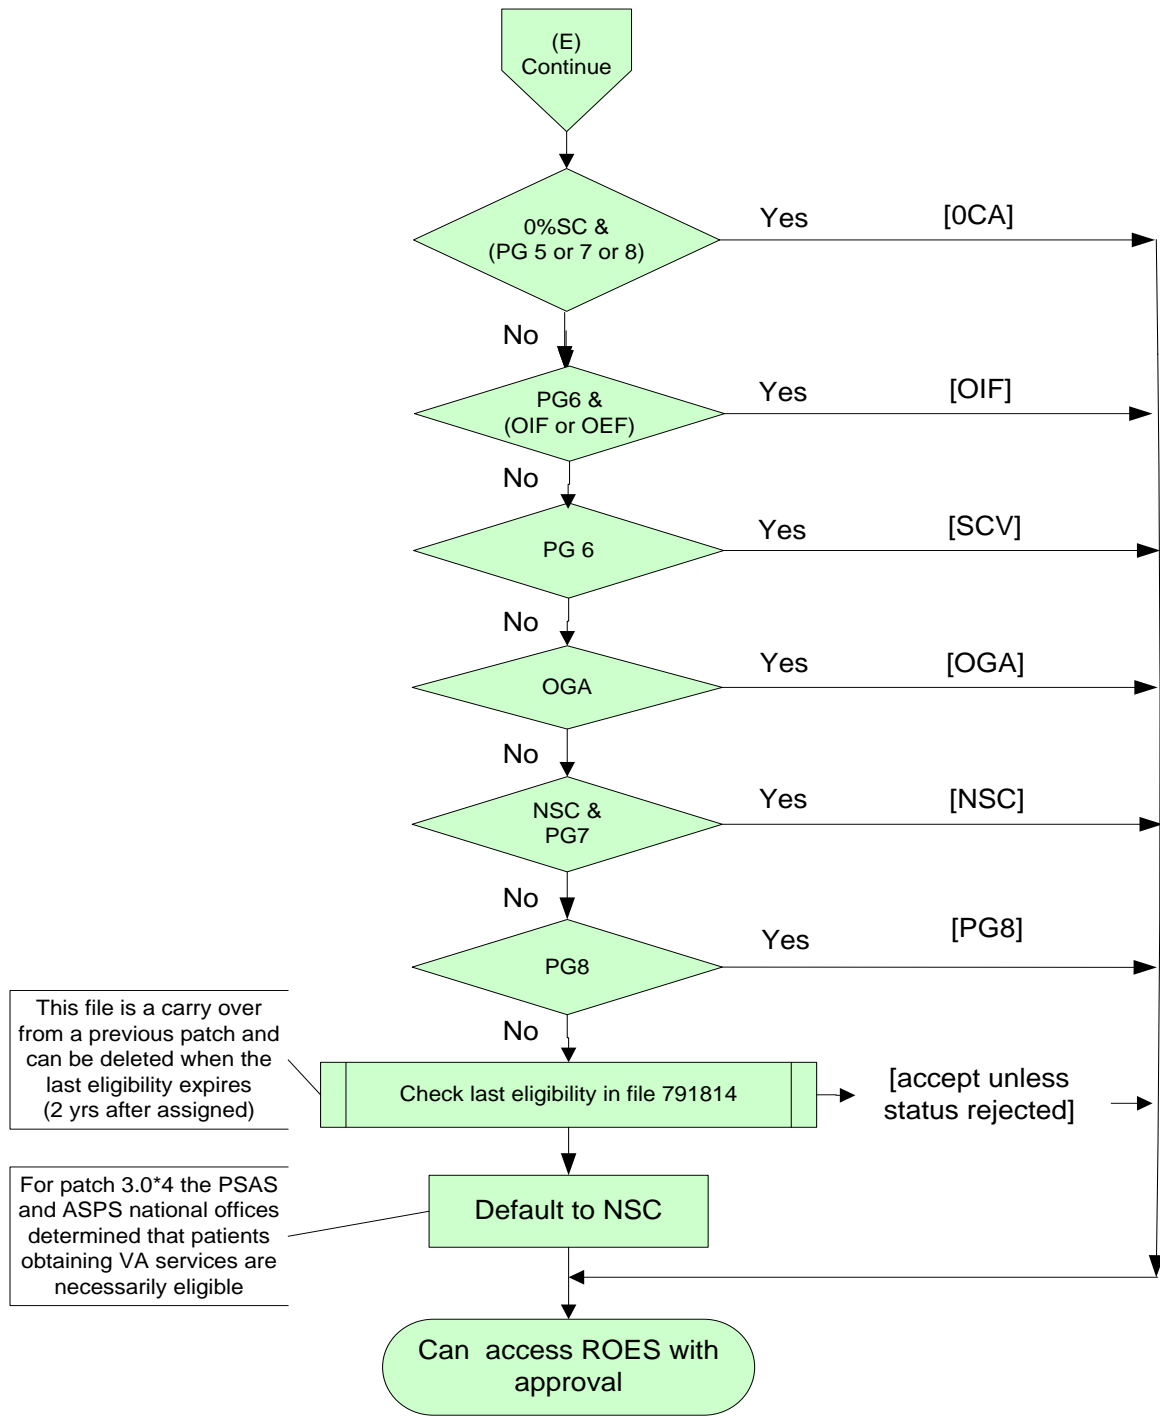 (E)
Continue
0%SC &
(PG 5 or 7 or 8)
Yes
[0CA]
No
PG6 &
(OIF or OEF)
Yes
[OIF]
No
PG 6
Yes
[SCV]
No
OGA
Yes
[OGA]
No
NSC &
PG7
Yes
[NSC]
No
PG8
Yes
[PG8]
No
This file is a carry over
from a previous patch and
can be deleted when the
last eligibility expires
(2 yrs after assigned)
Check last eligibility in file 791814
[accept unless
status rejected]
For patch 3.0*4 the PSAS
and ASPS national offices
determined that patients
obtaining VA services are
necessarily eligible
Default to NSC
Can access ROES with
approval